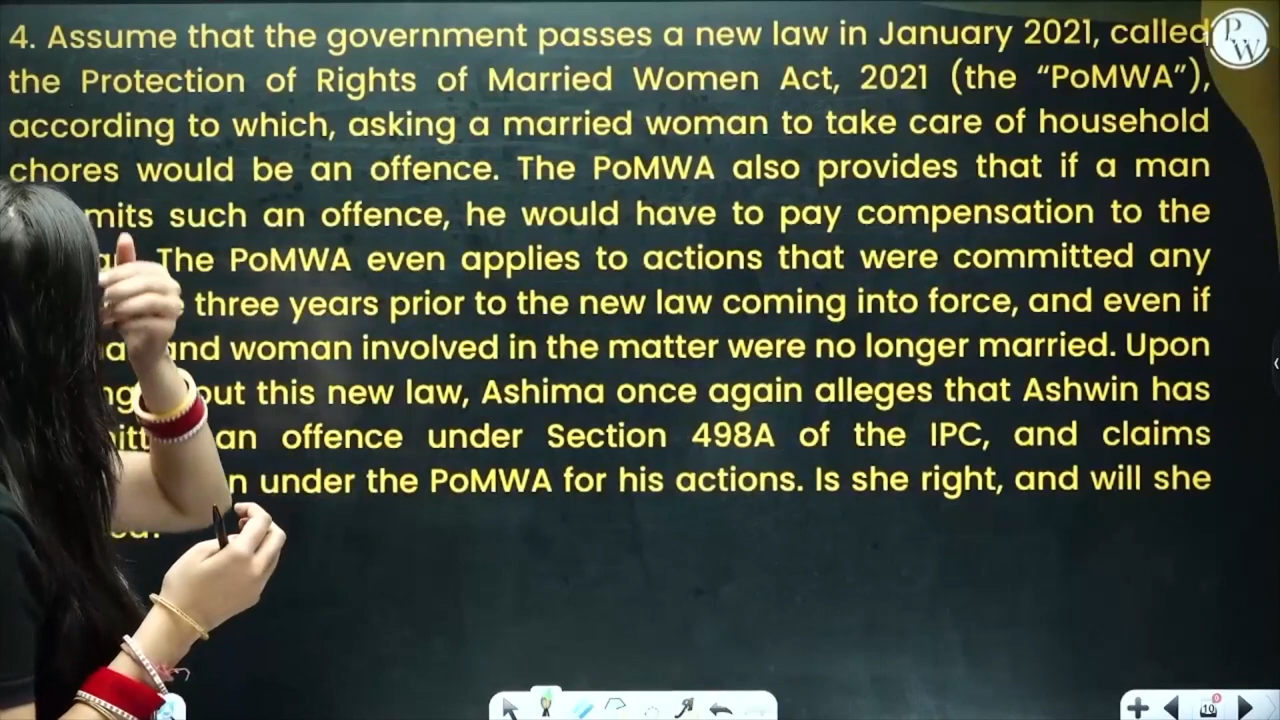 4. Assume that the government passes a new law in January 2021, called
the Protection of Rights of Married Women Act, 2021 (the “PoMWA”),
according to which, asking a married woman to take care of household
chores would be an offence. The PoMWA also provides that if a man
mits such an offence, he would have to pay compensation to the
The PoMWA even applies to actions that were committed any
three years prior to the new law coming into force, and even if
and woman involved in the matter were no longer married. Upon
out this new law, Ashima once again alleges that Ashwin has
an offence under Section 498A of the IPC, and claims
n under the PoMWA for his actions. Is she right, and will she
PW
10